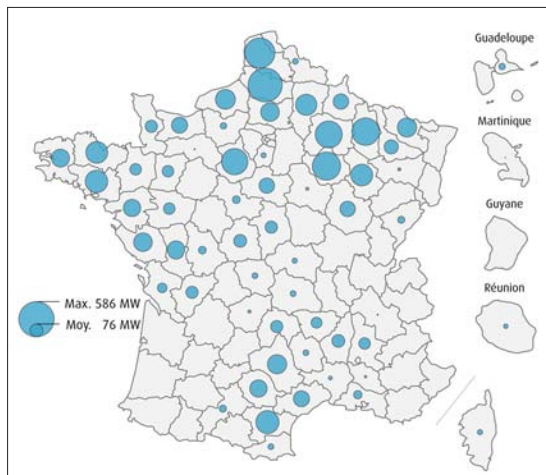 Guadeloupe
Martinique
Guyane
Réunion
Max. 586 MW
Moy. 76 MW